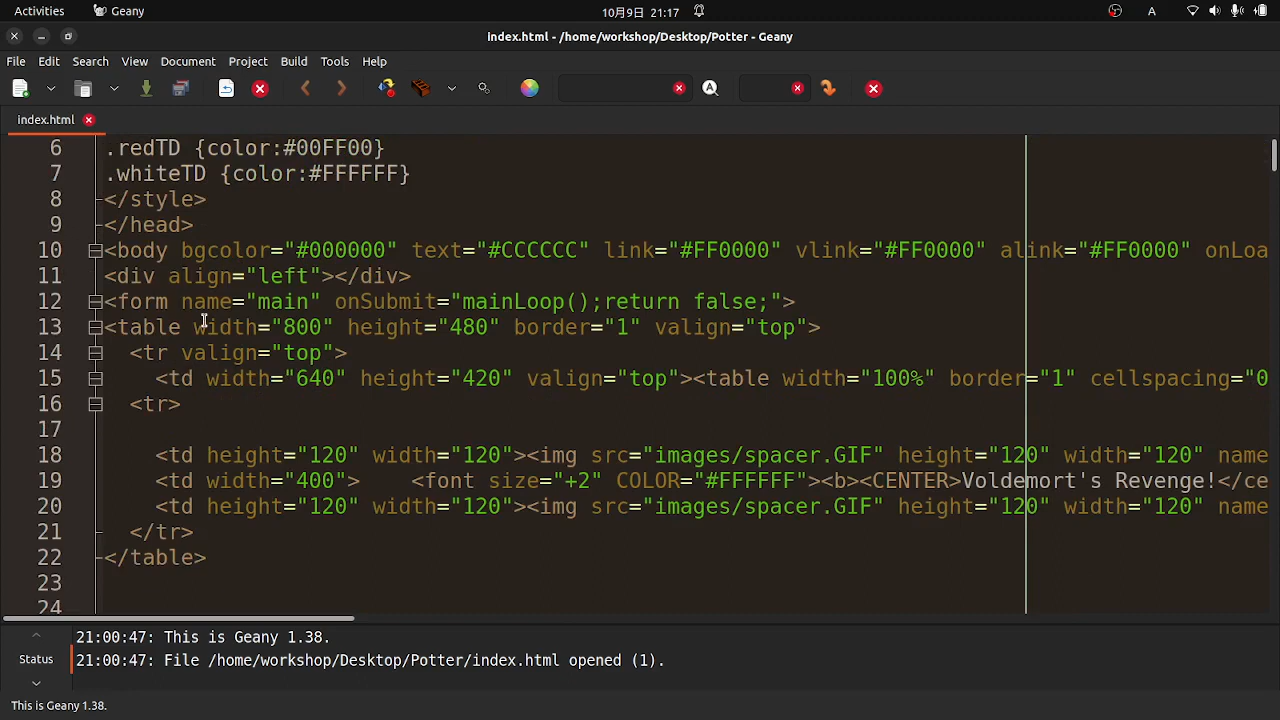 Activities Geany 10月9日 21:17 A
index.html - /home/workshop/Desktop/Potter - Geany
File Edit Search View Document Project Build Tools Help
index.html
6 .redTD {color:#00FF00}
7 .whiteTD {color:#FFFFFF}
8 </style>
9 </head>
10 <body bgcolor="#000000" text="#CCCCCC" link="#FF0000" vlink="#FF0000" alink="#FF0000" onLoa
11 <div align="left"></div>
12 <form name="main" onSubmit="mainLoop();return false;">
13 <table width="800" height="480" border="1" valign="top">
14 <tr valign="top">
15 <td width="640" height="420" valign="top"><table width="100%" border="1" cellspacing="0
16 <tr>
17
18 <td height="120" width="120"><img src="images/spacer.GIF" height="120" width="120" name
19 <td width="400"> <font size="+2" COLOR="#FFFFFF"><b><CENTER>Voldemort's Revenge!</ce
20 <td height="120" width="120"><img src="images/spacer.GIF" height="120" width="120" name
21 </tr>
22 </table>
23
24
21:00:47: This is Geany 1.38.
Status 21:00:47: File /home/workshop/Desktop/Potter/index.html opened (1).
This is Geany 1.38.